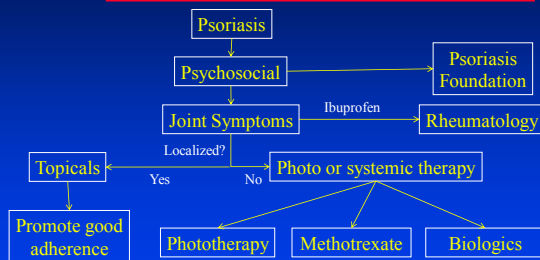 Psoriasis
Psychosocial
Psoriasis
Foundation
Joint Symptoms
Ibuprofen
Rheumatology
Localized?
Topicals
Yes
No
Photo or systemic therapy
Promote good
adherence
Phototherapy
Methotrexate
Biologics